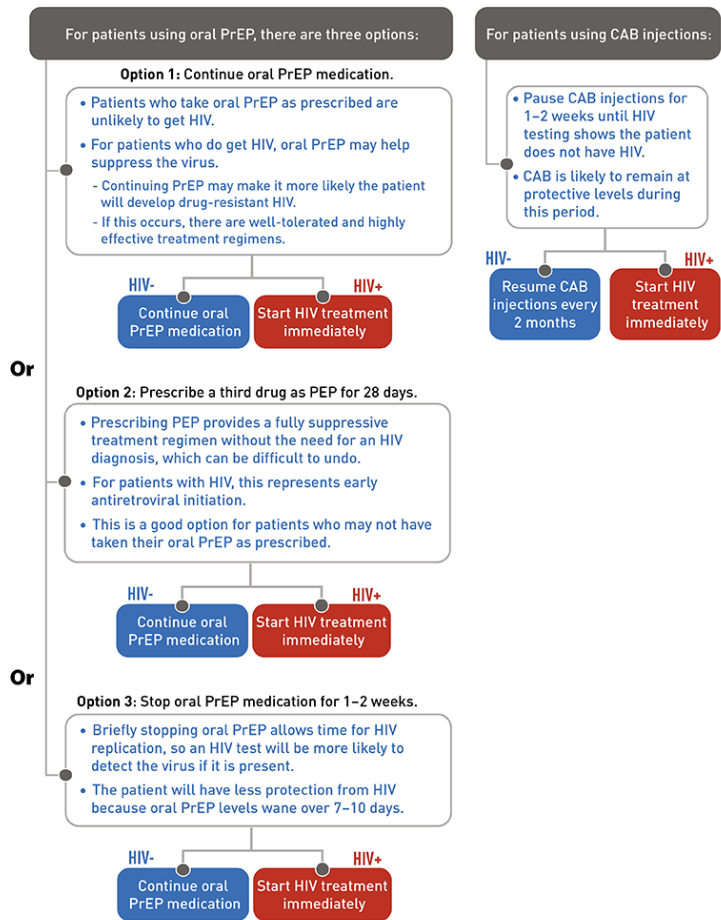 For patients using oral PrEP, there are three options:
Option 1: Continue oral PrEP medication.
• Patients who take oral PrEP as prescribed are
unlikely to get HIV.
• For patients who do get HIV, oral PrEP may help
suppress the virus.
- Continuing PrEP may make it more likely the patient
will develop drug-resistant HIV.
- If this occurs, there are well-tolerated and highly
effective treatment regimens.
HIV-
HIV+
Continue oral
PrEP medication
Start HIV treatment
immediately
Or
Option 2: Prescribe a third drug as PEP for 28 days.
• Prescribing PEP provides a fully suppressive
treatment regimen without the need for an HIV
diagnosis, which can be difficult to undo.
• For patients with HIV, this represents early
antiretroviral initiation.
• This is a good option for patients who may not have
taken their oral PrEP as prescribed.
HIV-
HIV+
Continue oral
PrEP medication
Start HIV treatment
immediately
Or
Option 3: Stop oral PrEP medication for 1–2 weeks.
• Briefly stopping oral PrEP allows time for HIV
replication, so an HIV test will be more likely to
detect the virus if it is present.
• The patient will have less protection from HIV
because oral PrEP levels wane over 7–10 days.
HIV-
HIV+
Continue oral
PrEP medication
Start HIV treatment
immediately
For patients using CAB injections:
• Pause CAB injections for
1–2 weeks until HIV
testing shows the patient
does not have HIV.
• CAB is likely to remain at
protective levels during
this period.
HIV-
HIV+
Resume CAB
injections every
2 months
Start HIV
treatment
immediately